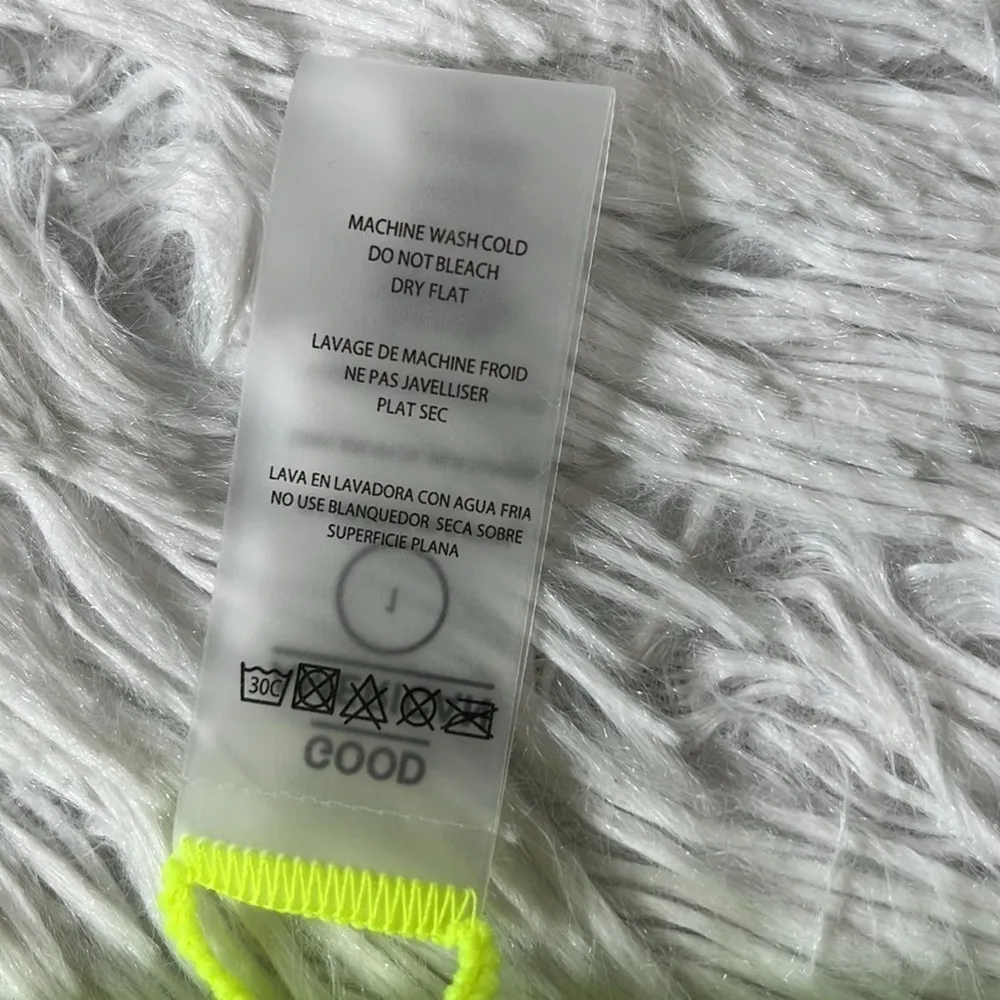 MACHINE WASH COLD
DO NOT BLEACH
DRY FLAT
LAVAGE DE MACHINE FROID
NE PAS JAVELLISER
PLAT SEC
LAVA EN LAVADORA CON AGUA FRIA
NO USE BLANQUEDOR SECA SOBRE
SUPERFICIE PLANA
L
30C
GOOD